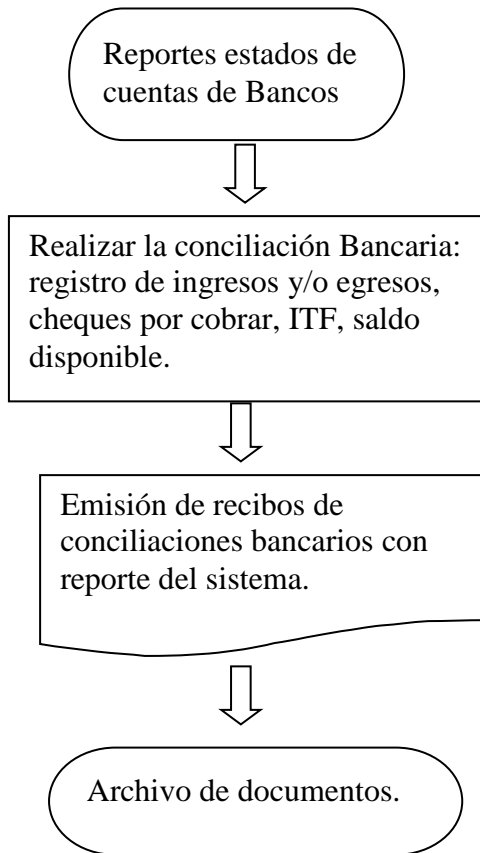 Reportes estados de
cuentas de Bancos
Realizar la conciliación Bancaria:
registro de ingresos y/o egresos,
cheques por cobrar, ITF, saldo
disponible.
Emisión de recibos de
conciliaciones bancarios con
reporte del sistema.
Archivo de documentos.